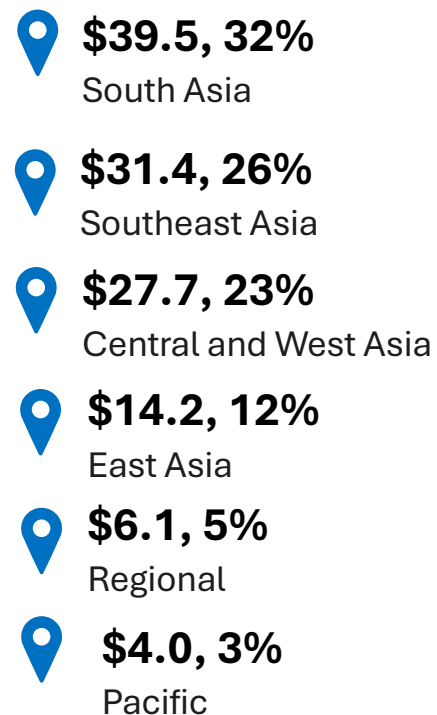 $39.5, 32%
South Asia
$31.4, 26%
Southeast Asia
$27.7, 23%
Central and West Asia
$14.2, 12%
East Asia
$6.1, 5%
Regional
$4.0, 3%
Pacific